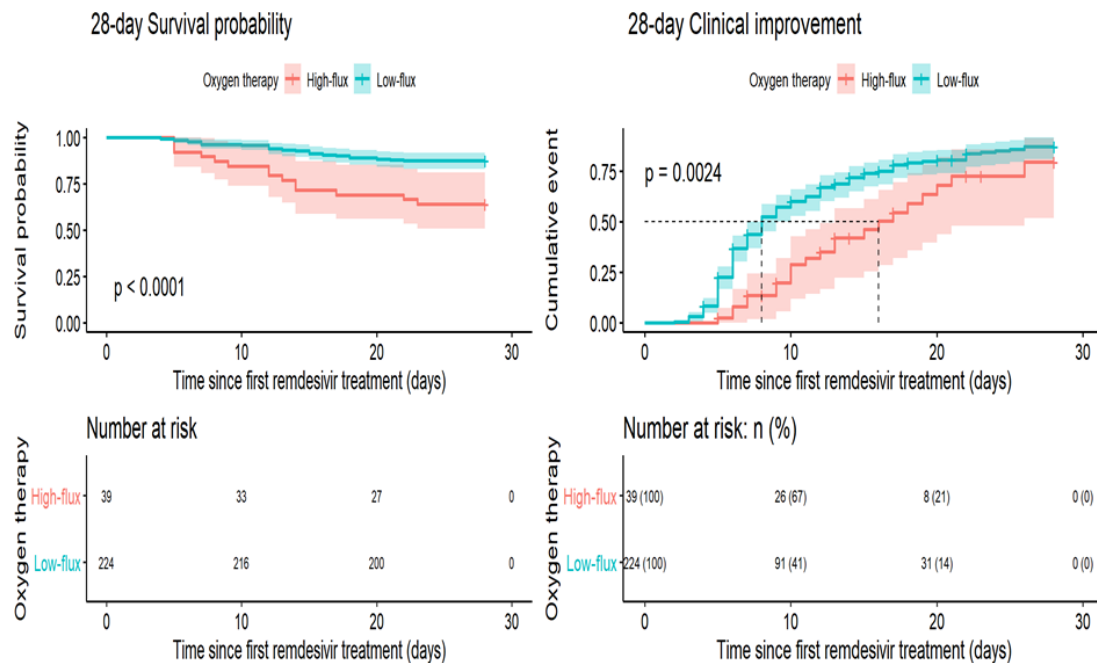 28-day Survival probability
Oxygen therapy High-flux Low-flux
Survival probability
1.00
0.75
0.50
0.25
0.00
p < 0.0001
0 10 20 30
Time since first remdesivir treatment (days)
Number at risk
Oxygen therapy
High-flux 39 33 27 0
Low-flux 224 216 200 0
0 10 20 30
Time since first remdesivir treatment (days)
28-day Clinical improvement
Oxygen therapy High-flux Low-flux
Cumulative event
0.75
0.50
0.25
0.00
p = 0.0024
0 10 20 30
Time since first remdesivir treatment (days)
Number at risk: n (%)
Oxygen therapy
High-flux 39 (100) 26 (67) 8 (21) 0 (0)
Low-flux 224 (100) 91 (41) 31 (14) 0 (0)
0 10 20 30
Time since first remdesivir treatment (days)